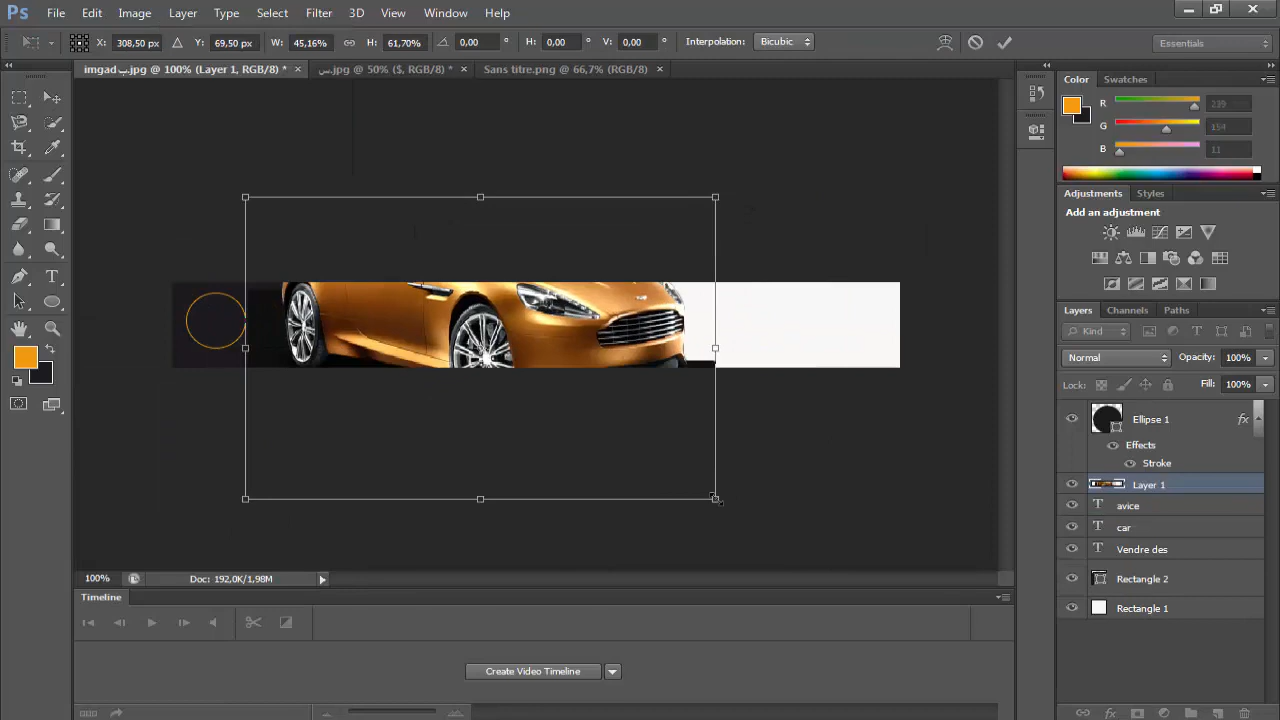 Ps File Edit Image Layer Type Select Filter 3D View Window Help
X: 308,50 px Y: 69,50 px W: 45,16% H: 61,70% 0,00 ° H: 0,00 ° V: 0,00 ° Interpolation: Bicubic Essentials
imgad ب.jpg @ 100% (Layer 1, RGB/8) * × س.jpg @ 50% ($, RGB/8) * × Sans titre.png @ 66,7% (RGB/8) ×
Color Swatches
R 239
G 154
B 11
Adjustments Styles
Add an adjustment
Layers Channels Paths
Kind
Normal Opacity: 100%
Lock: Fill: 100%
Ellipse 1 fx
Effects
Stroke
Layer 1
T avice
T car
T Vendre des
Rectangle 2
Rectangle 1
100% Doc: 192,0K/1,98M
Timeline
Create Video Timeline
fx